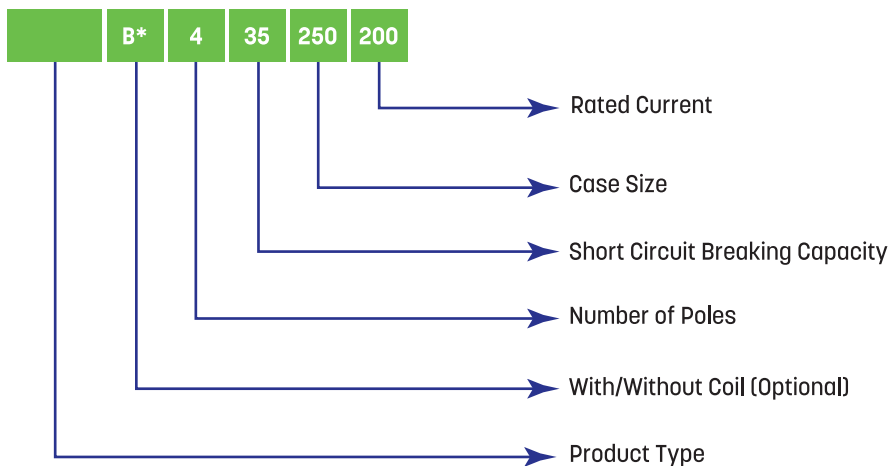 B* 4 35 250 200
Rated Current
Case Size
Short Circuit Breaking Capacity
Number of Poles
With/Without Coil (Optional)
Product Type